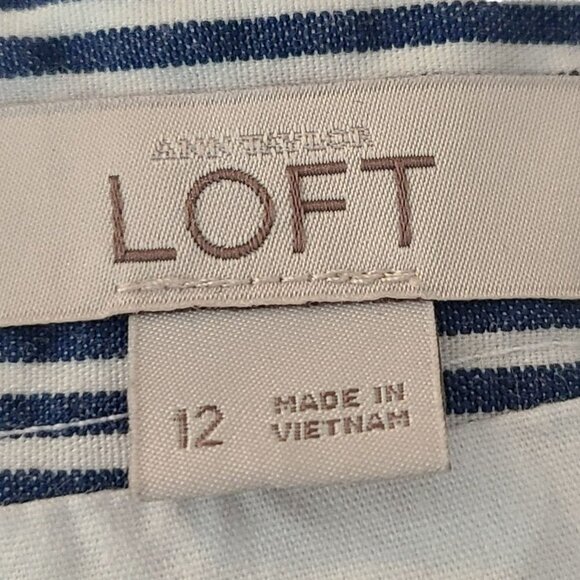 ANN TAYLOR
LOFT
12
MADE IN
VIETNAM